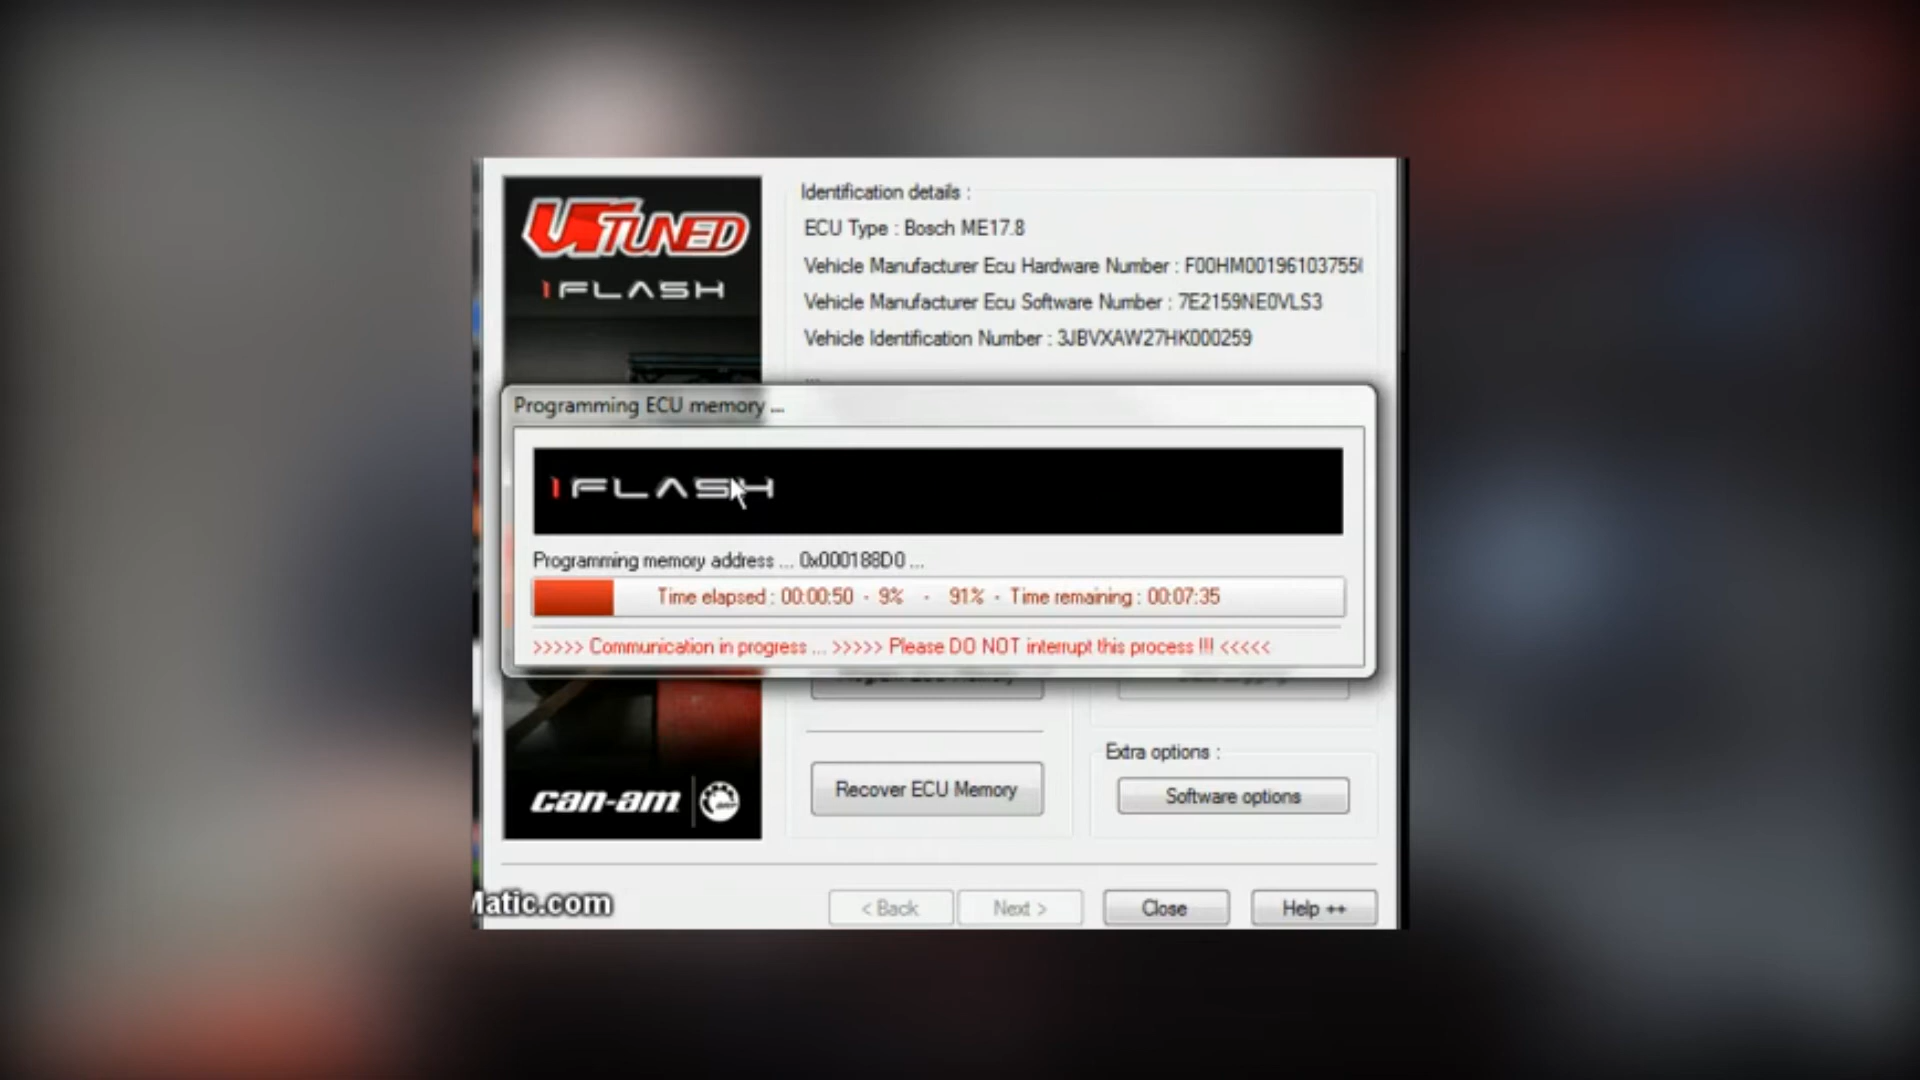 VTUNED
IFLASH
Identification details :
ECU Type : Bosch ME17.8
Vehicle Manufacturer Ecu Hardware Number : F00HM00196103755
Vehicle Manufacturer Ecu Software Number : 7E2159NE0VLS3
Vehicle Identification Number : 3JBVXAW27HK000259
...
Programming ECU memory ...
IFLASH
Programming memory address ... 0x000188D0 ...
Time elapsed : 00:00:50 - 9% - 91% - Time remaining : 00:07:35
>>>>> Communication in progress ... >>>>> Please DO NOT interrupt this process !!! <<<<<
Extra options :
Recover ECU Memory
Software options
can-am
Matic.com
< Back
Next >
Close
Help ++